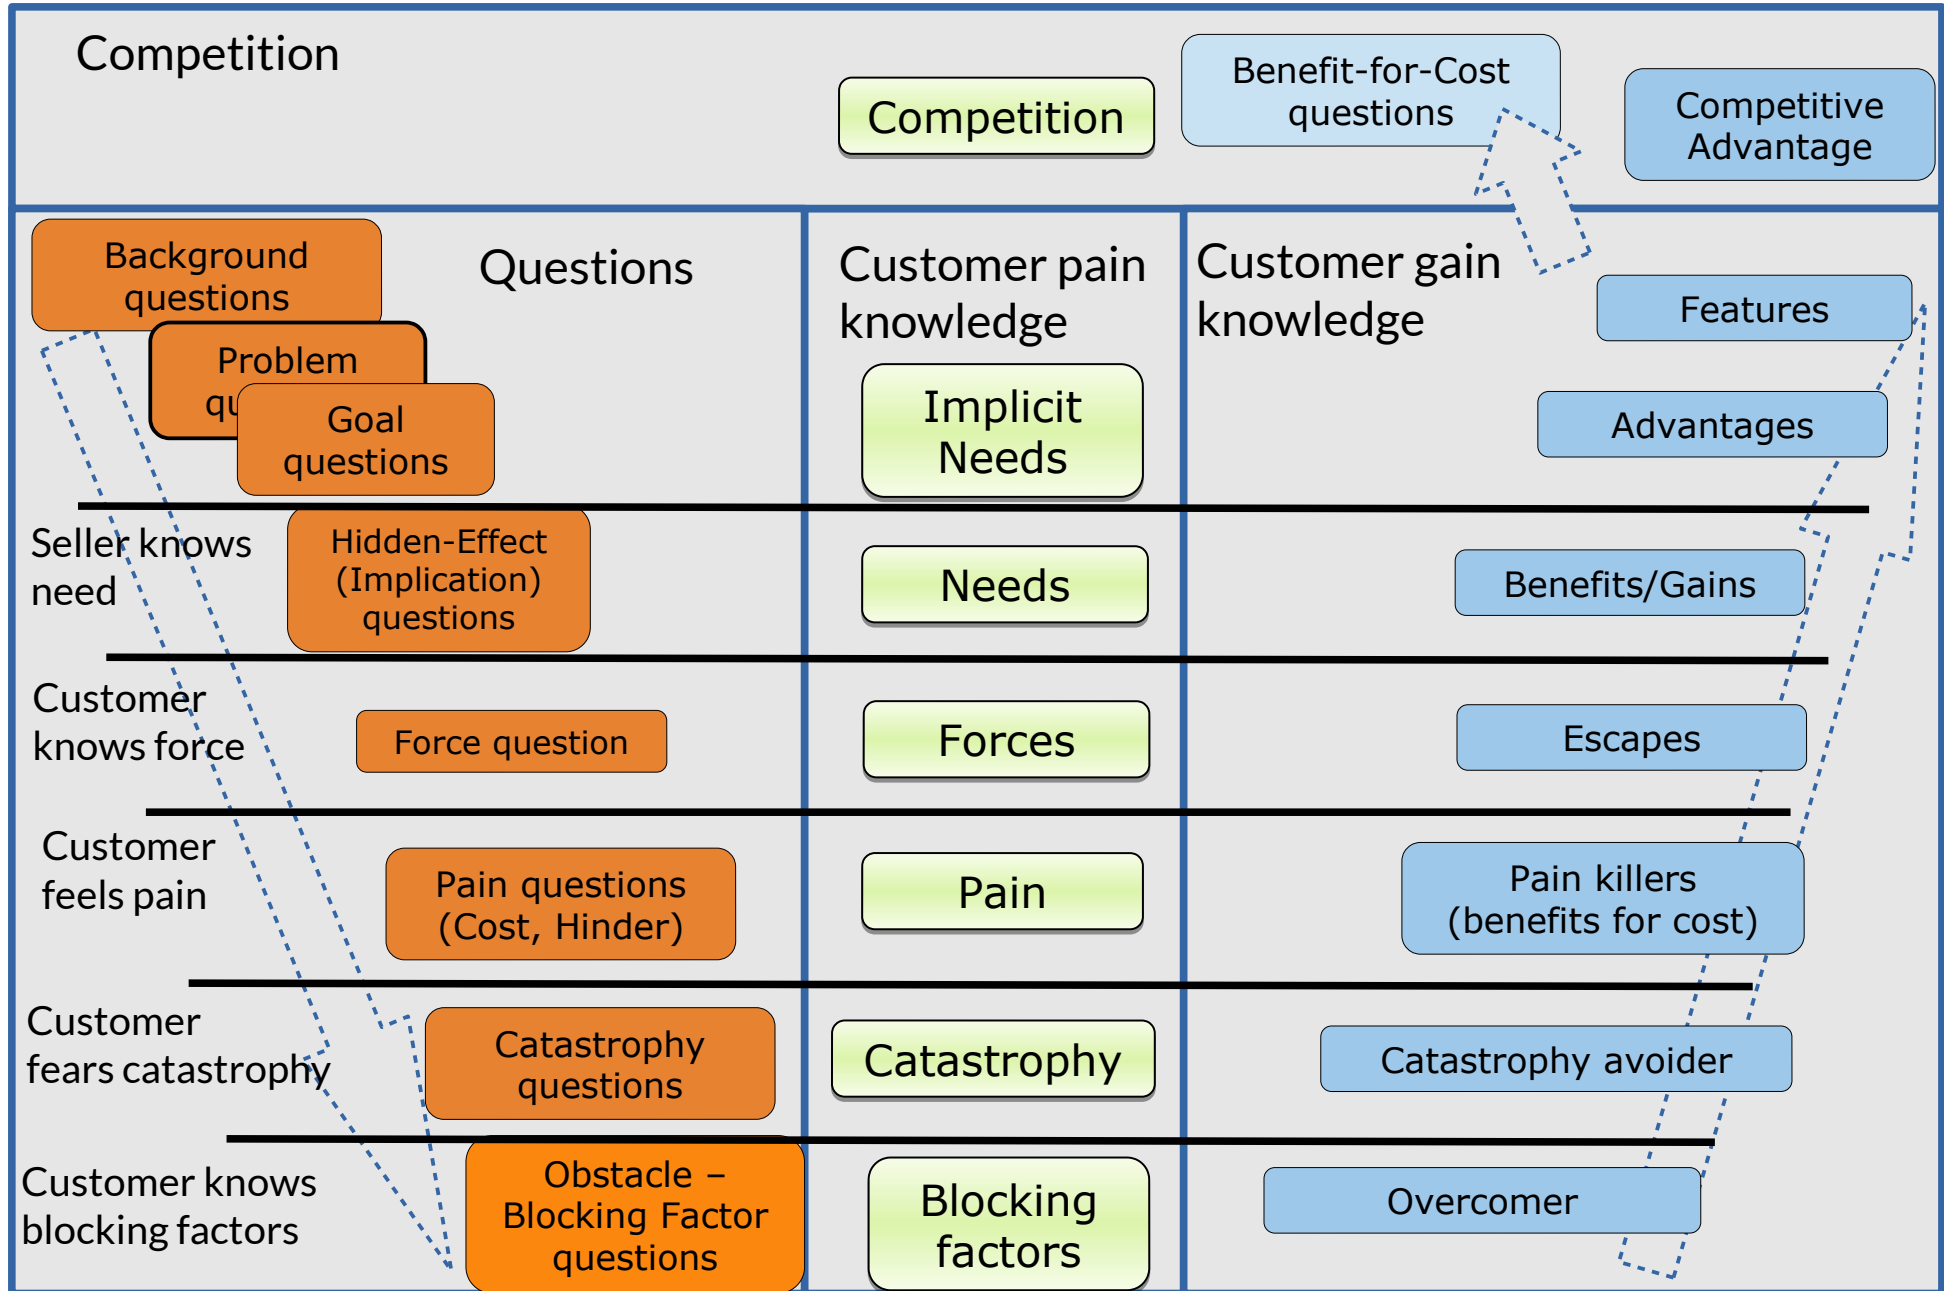 Competition
Competition
Benefit-for-Cost
questions
Competitive
Advantage
Background
questions
Questions
Problem
qu
Goal
questions
Customer pain
knowledge
Implicit
Needs
Customer gain
knowledge
Features
Advantages
Seller knows
need
Hidden-Effect
(Implication)
questions
Needs
Benefits/Gains
Customer
knows force
Force question
Forces
Escapes
Customer
feels pain
Pain questions
(Cost, Hinder)
Pain
Pain killers
(benefits for cost)
Customer
fears catastrophy
Catastrophy
questions
Catastrophy
Catastrophy avoider
Customer knows
blocking factors
Obstacle –
Blocking Factor
questions
Blocking
factors
Overcomer